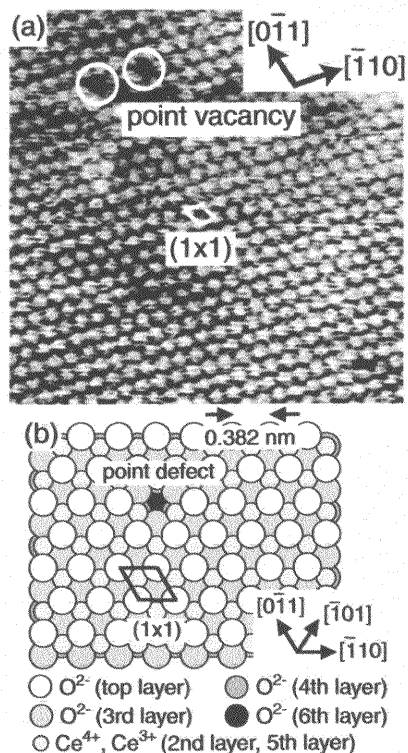 (a)
[01̄1]
[1̄10]
point vacancy
(1x1)
(b)
0.382 nm
point defect
(1x1)
[01̄1]
[1̄01]
[1̄10]
O²⁻ (top layer)
O²⁻ (4th layer)
O²⁻ (3rd layer)
O²⁻ (6th layer)
Ce⁴⁺, Ce³⁺ (2nd layer, 5th layer)